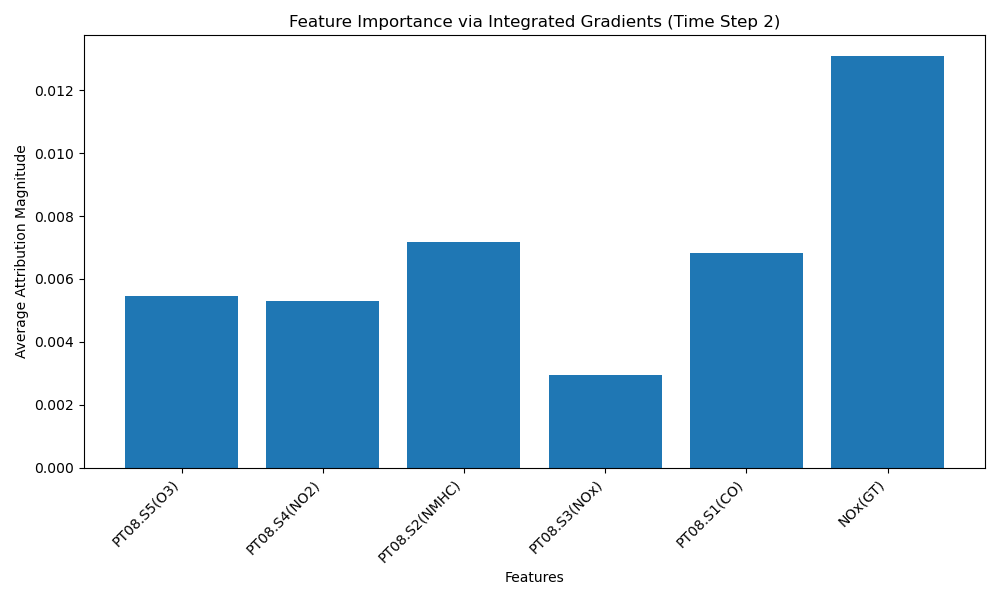 Feature Importance via Integrated Gradients (Time Step 2)
Average Attribution Magnitude
0.012
0.010
0.008
0.006
0.004
0.002
0.000
PT08.S5(O3)
PT08.S4(NO2)
PT08.S2(NMHC)
PT08.S3(NOx)
PT08.S1(CO)
NOx(GT)
Features